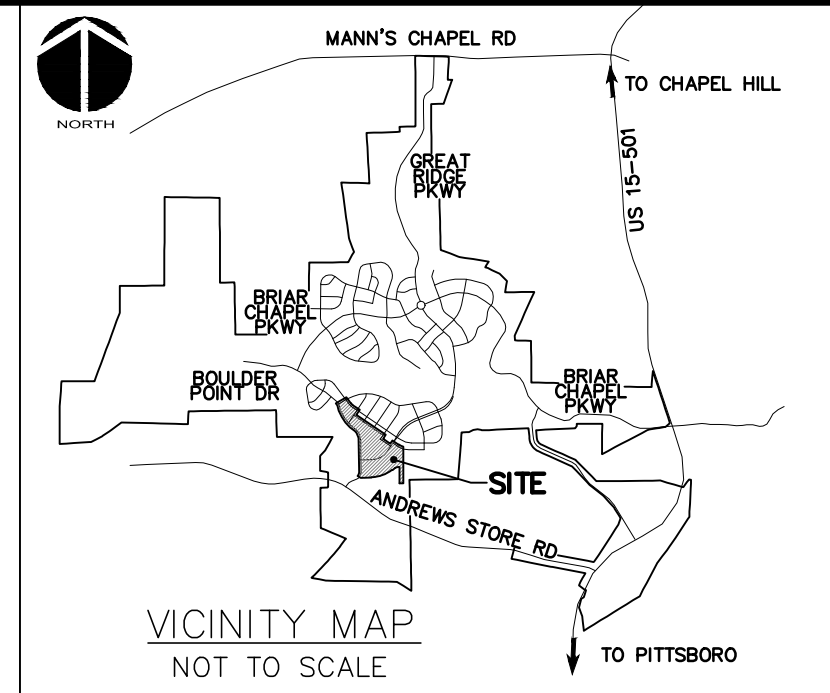 MANN'S CHAPEL RD
TO CHAPEL HILL
NORTH
US 15-501
GREAT
RIDGE
PKWY
BRIAR
CHAPEL
PKWY
BOULDER
POINT DR
BRIAR
CHAPEL
PKWY
SITE
ANDREWS STORE RD
VICINITY MAP
NOT TO SCALE
TO PITTSBORO